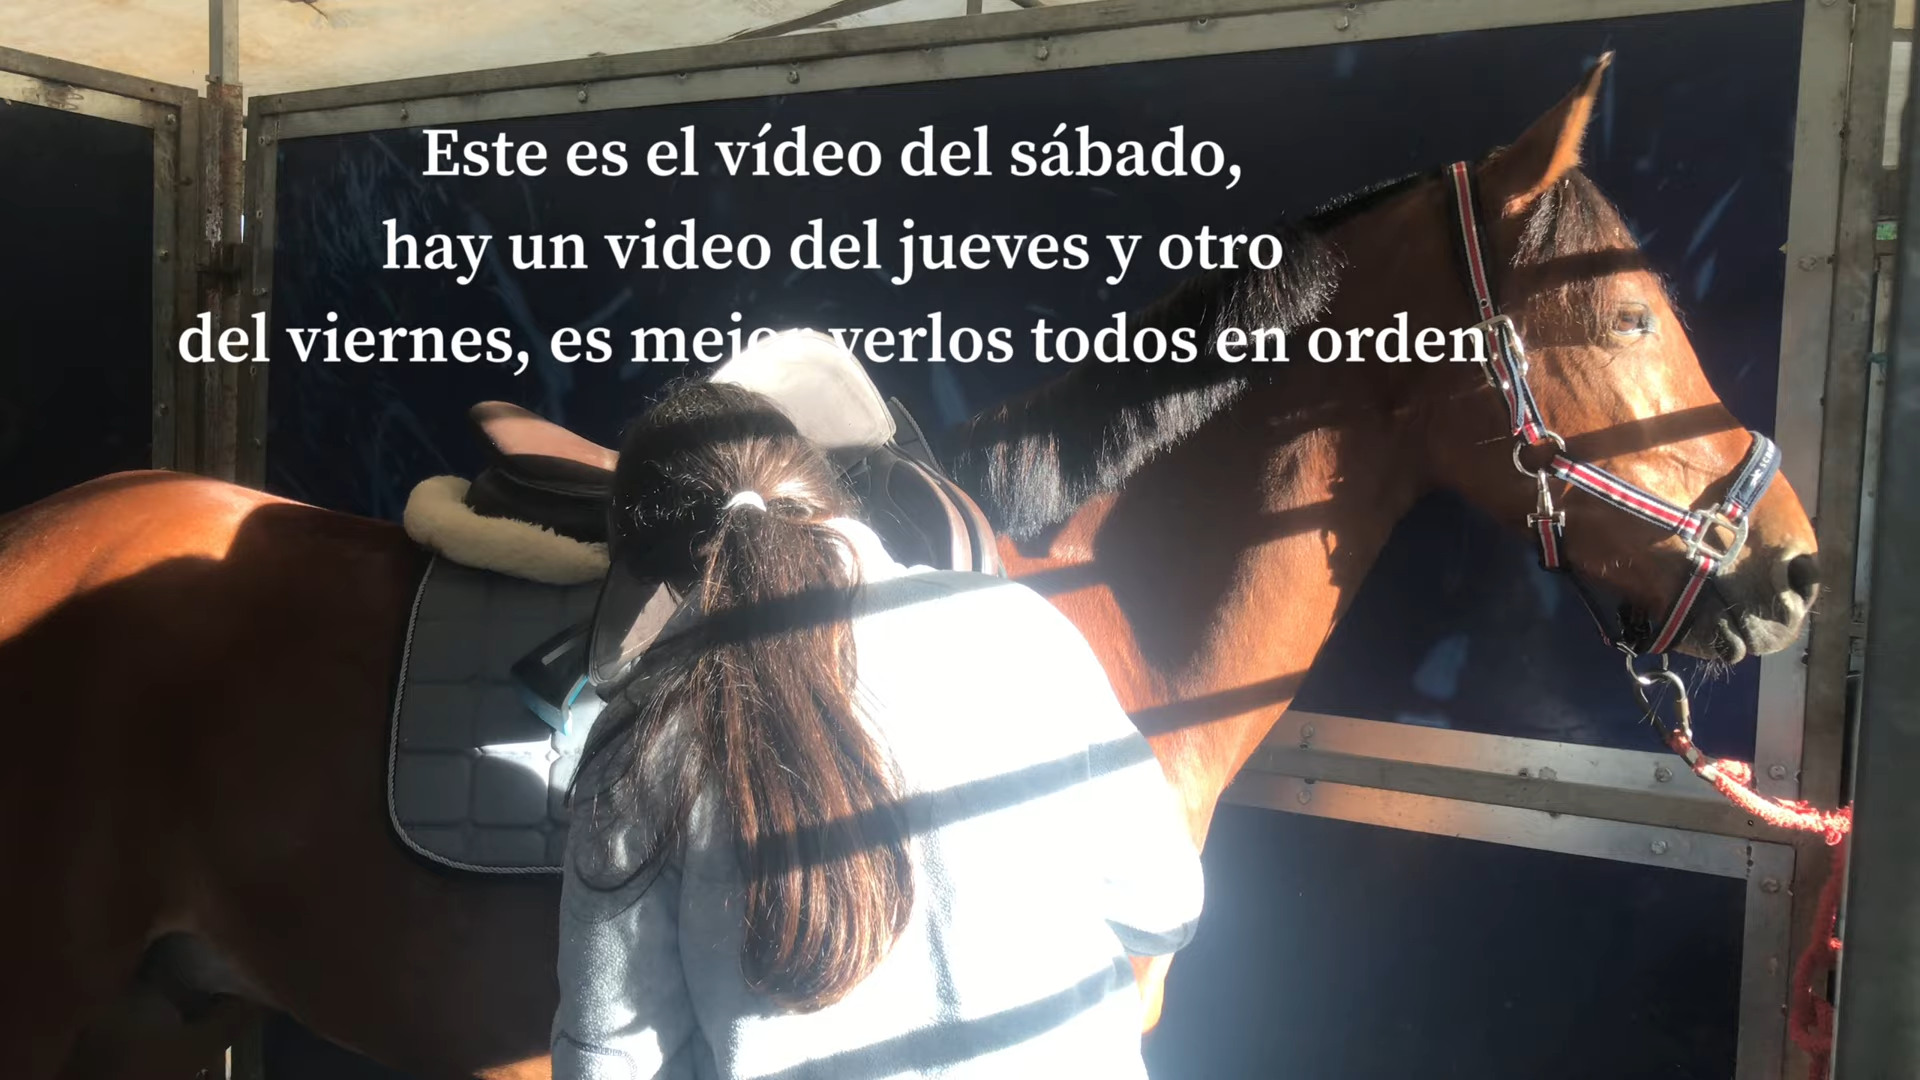 Este es el vídeo del sábado,
hay un video del jueves y otro
del viernes, es mejor verlos todos en orden